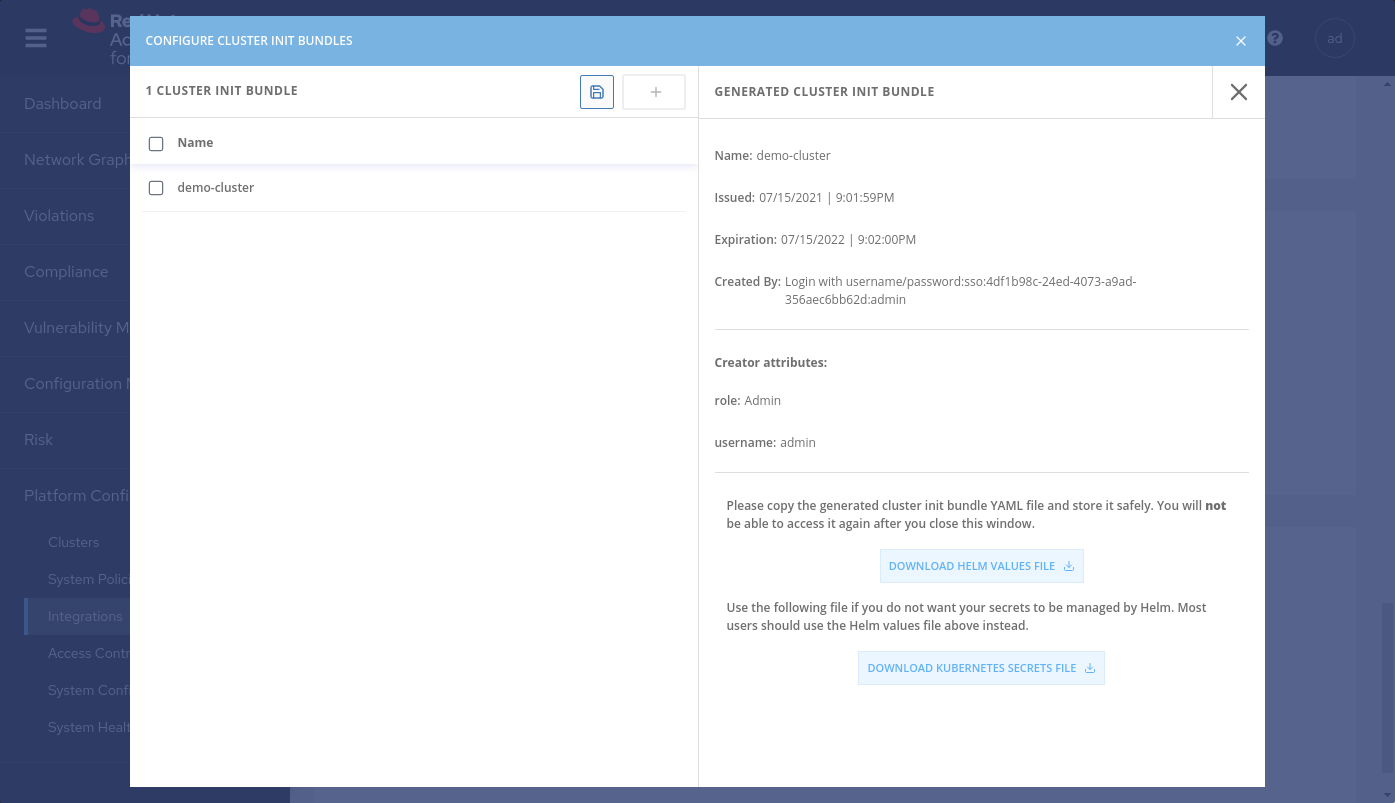 Re
Ac
for
ad
Dashboard
Network Graph
Violations
Compliance
Vulnerability M
Configuration M
Risk
Platform Confi
Clusters
System Polici
Integrations
Access Contr
System Confi
System Healt
CONFIGURE CLUSTER INIT BUNDLES
1 CLUSTER INIT BUNDLE
Name
demo-cluster
GENERATED CLUSTER INIT BUNDLE
Name: demo-cluster
Issued: 07/15/2021 | 9:01:59PM
Expiration: 07/15/2022 | 9:02:00PM
Created By: Login with username/password:sso:4df1b98c-24ed-4073-a9ad-
356aec6bb62d:admin
Creator attributes:
role: Admin
username: admin
Please copy the generated cluster init bundle YAML file and store it safely. You will not
be able to access it again after you close this window.
DOWNLOAD HELM VALUES FILE
Use the following file if you do not want your secrets to be managed by Helm. Most
users should use the Helm values file above instead.
DOWNLOAD KUBERNETES SECRETS FILE